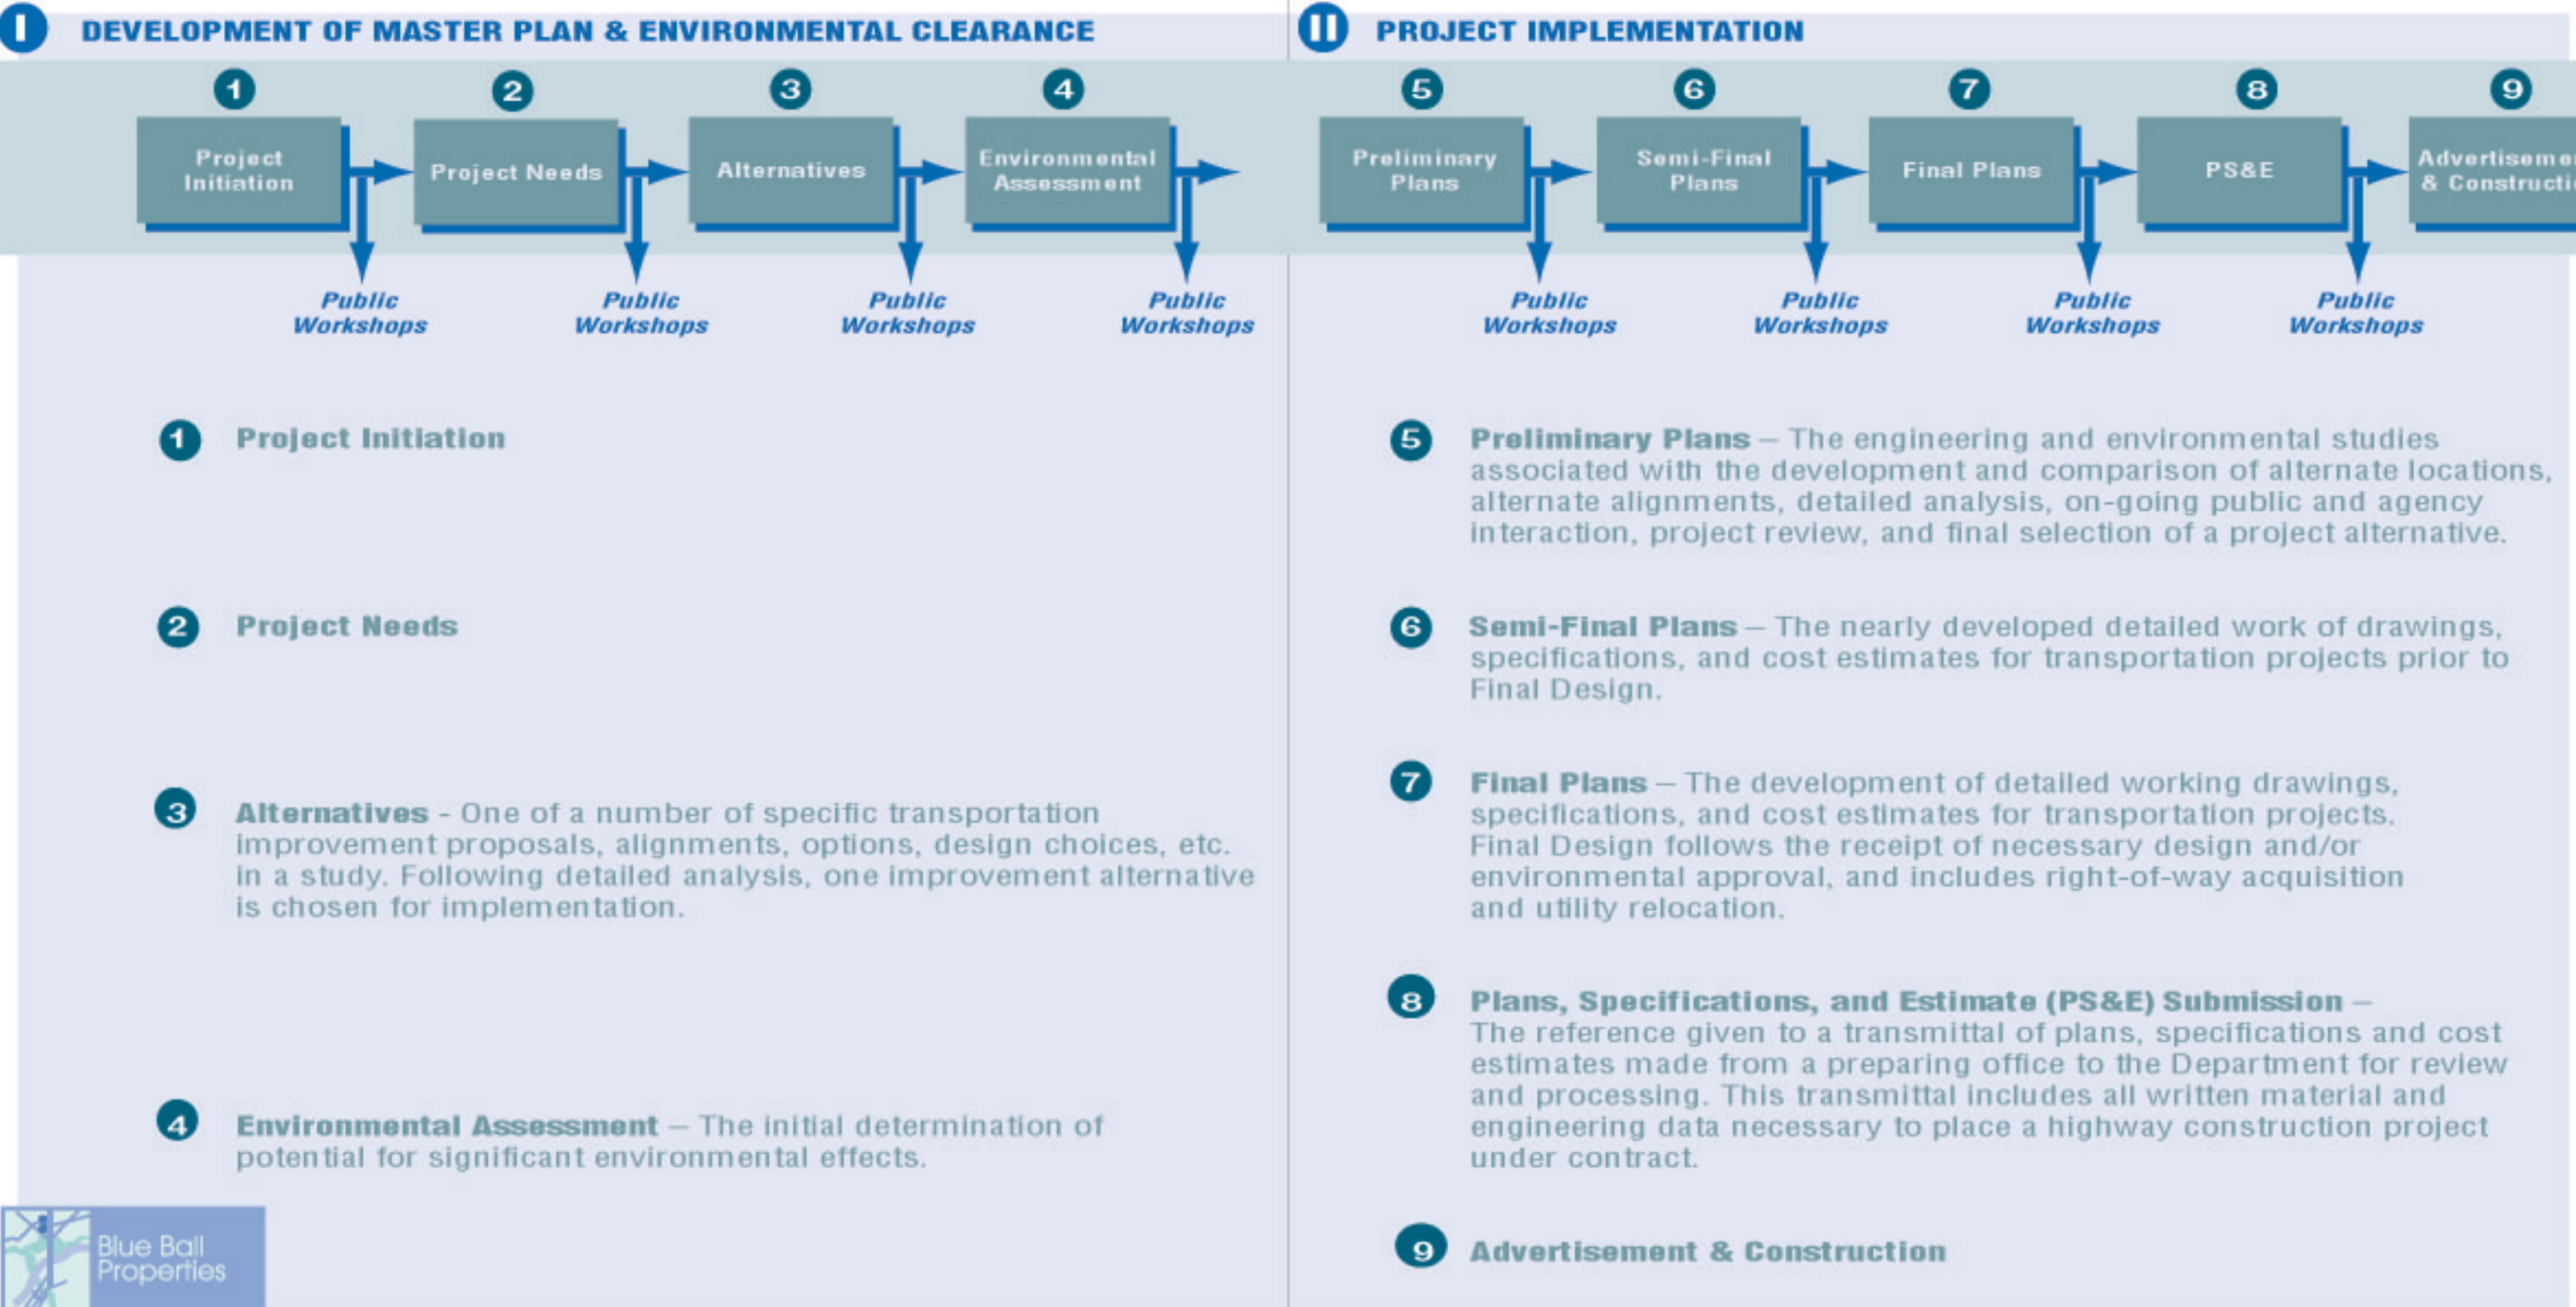 I DEVELOPMENT OF MASTER PLAN & ENVIRONMENTAL CLEARANCE
1
Project
Initiation
2
Project Needs
3
Alternatives
4
Environmental
Assessment
Public
Workshops
Public
Workshops
Public
Workshops
Public
Workshops
1 Project Initiation
2 Project Needs
3 Alternatives - One of a number of specific transportation
improvement proposals, alignments, options, design choices, etc.
in a study. Following detailed analysis, one improvement alternative
is chosen for implementation.
4 Environmental Assessment – The initial determination of
potential for significant environmental effects.
Blue Ball
Properties
II PROJECT IMPLEMENTATION
5
Preliminary
Plans
6
Semi-Final
Plans
7
Final Plans
8
PS&E
9
&
Public
Workshops
Public
Workshops
Public
Workshops
Public
Workshops
5 Preliminary Plans – The engineering and environmental studies
associated with the development and comparison of alternate locations,
alternate alignments, detailed analysis, on-going public and agency
interaction, project review, and final selection of a project alternative.
6 Semi-Final Plans – The nearly developed detailed work of drawings,
specifications, and cost estimates for transportation projects prior to
Final Design.
7 Final Plans – The development of detailed working drawings,
specifications, and cost estimates for transportation projects.
Final Design follows the receipt of necessary design and/or
environmental approval, and includes right-of-way acquisition
and utility relocation.
8 Plans, Specifications, and Estimate (PS&E) Submission –
The reference given to a transmittal of plans, specifications and cost
estimates made from a preparing office to the Department for review
and processing. This transmittal includes all written material and
engineering data necessary to place a highway construction project
under contract.
9 Advertisement & Construction